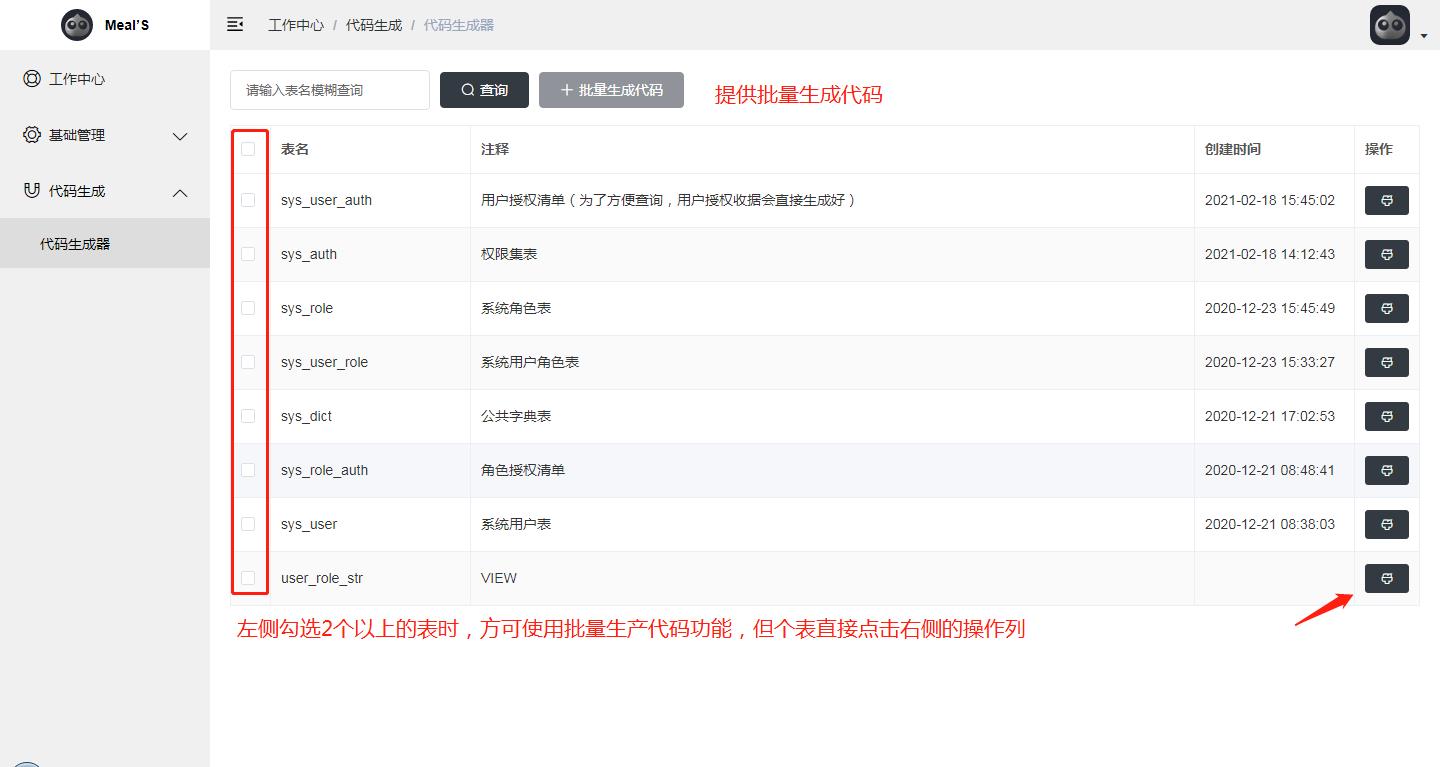 Meal'S
工作中心 / 代码生成 / 代码生成器
工作中心
基础管理
代码生成
代码生成器
请输入表名模糊查询
查询
批量生成代码
提供批量生成代码
表名 注释 创建时间 操作
sys_user_auth 用户授权清单（为了方便查询，用户授权收据会直接生成好） 2021-02-18 15:45:02
sys_auth 权限集表 2021-02-18 14:12:43
sys_role 系统角色表 2020-12-23 15:45:49
sys_user_role 系统用户角色表 2020-12-23 15:33:27
sys_dict 公共字典表 2020-12-21 17:02:53
sys_role_auth 角色授权清单 2020-12-21 08:48:41
sys_user 系统用户表 2020-12-21 08:38:03
user_role_str VIEW
左侧勾选2个以上的表时，方可使用批量生产代码功能，但个表直接点击右侧的操作列